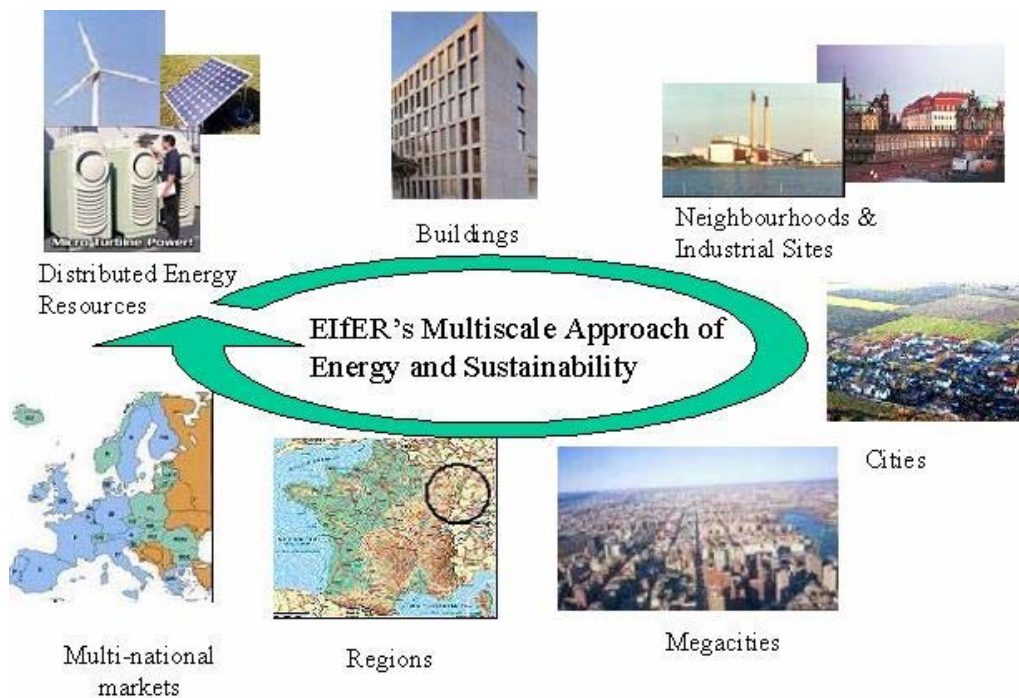 Micro Turbine Power!
Distributed Energy
Resources
Buildings
Neighbourhoods &
Industrial Sites
EIfER's Multiscale Approach of
Energy and Sustainability
Cities
Megacities
Regions
Multi-national
markets